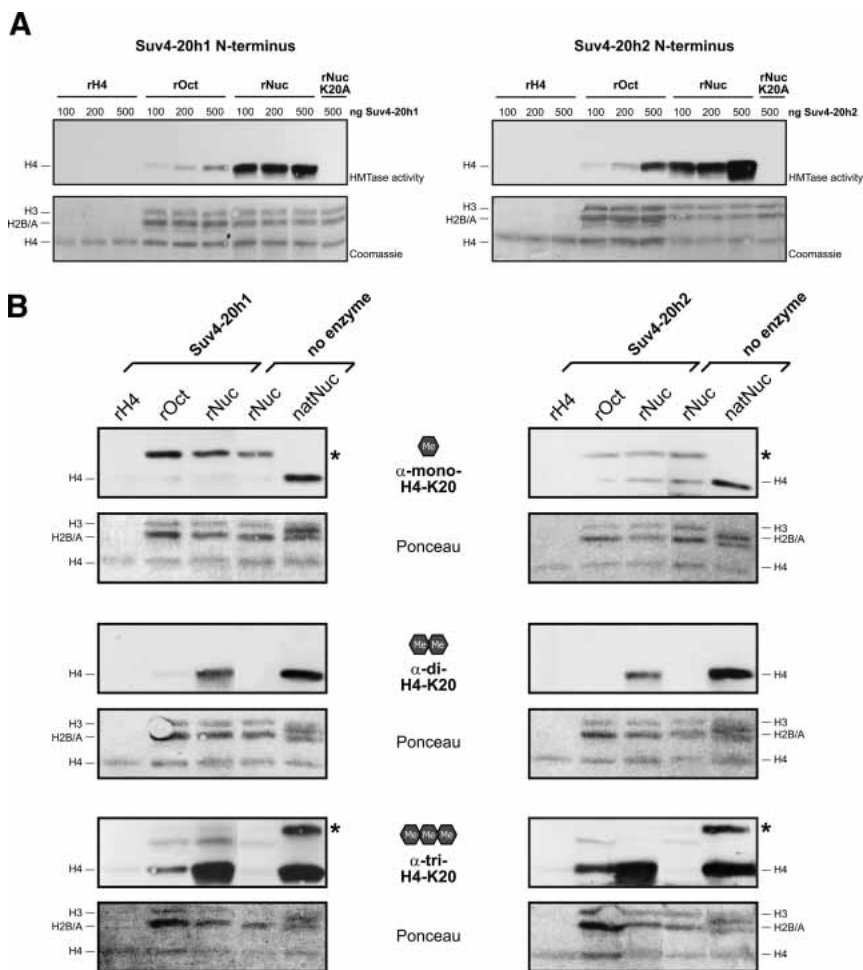 A
Suv4-20h1 N-terminus
rH4 rOct rNuc rNuc K20A
100 200 500 100 200 500 100 200 500 500 ng Suv4-20h1
H4
HMTase activity
H3
H2B/A
H4
Coomassie
Suv4-20h2 N-terminus
rH4 rOct rNuc rNuc K20A
100 200 500 100 200 500 100 200 500 500 ng Suv4-20h2
H4
HMTase activity
H3
H2B/A
H4
Coomassie
B
Suv4-20h1 no enzyme
rH4 rOct rNuc rNuc natNuc
Suv4-20h2 no enzyme
rH4 rOct rNuc rNuc natNuc
H4 * Me * H4
α-mono-
H4-K20
H3 H3
H2B/A Ponceau H2B/A
H4 H4
Me Me
H4 α-di- H4
H4-K20
H3 H3
H2B/A Ponceau H2B/A
H4 H4
* Me Me Me *
H4 α-tri- H4
H4-K20
H3 H3
H2B/A Ponceau H2B/A
H4 H4